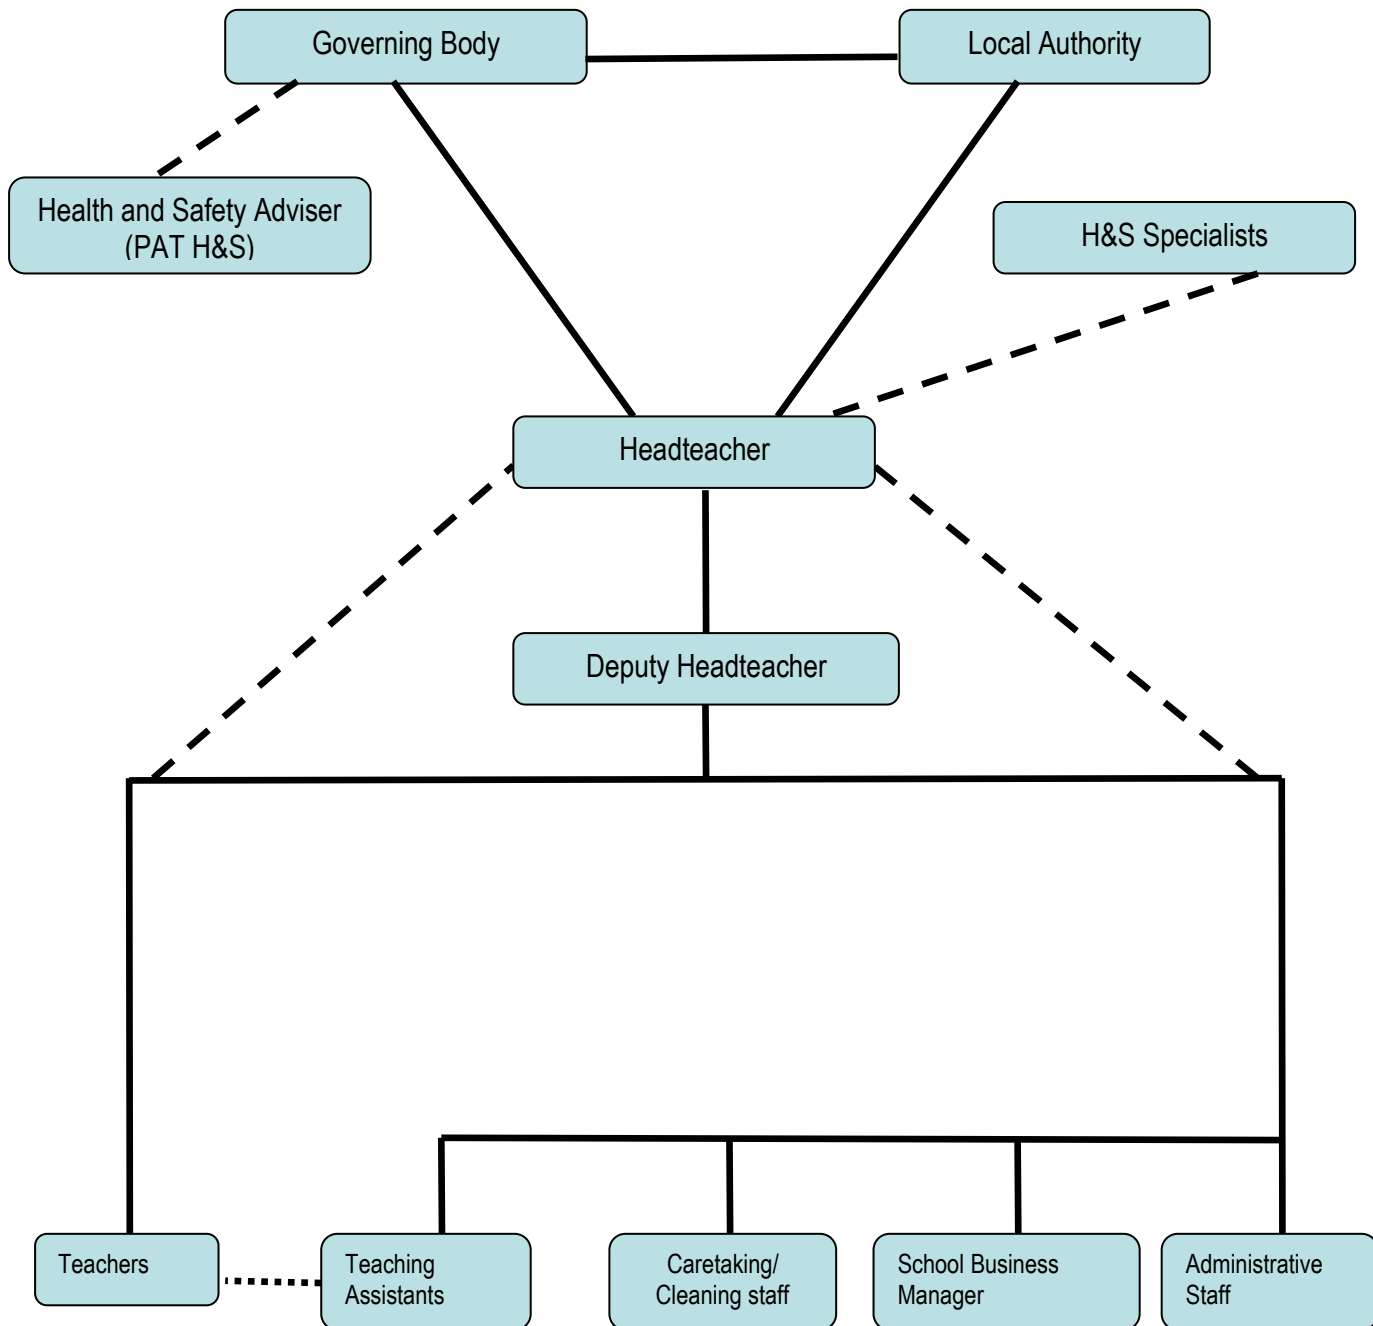 Governing Body
Local Authority
Health and Safety Adviser
(PAT H&S)
H&S Specialists
Headteacher
Deputy Headteacher
Teachers
Teaching
Assistants
Caretaking/
Cleaning staff
School Business
Manager
Administrative
Staff